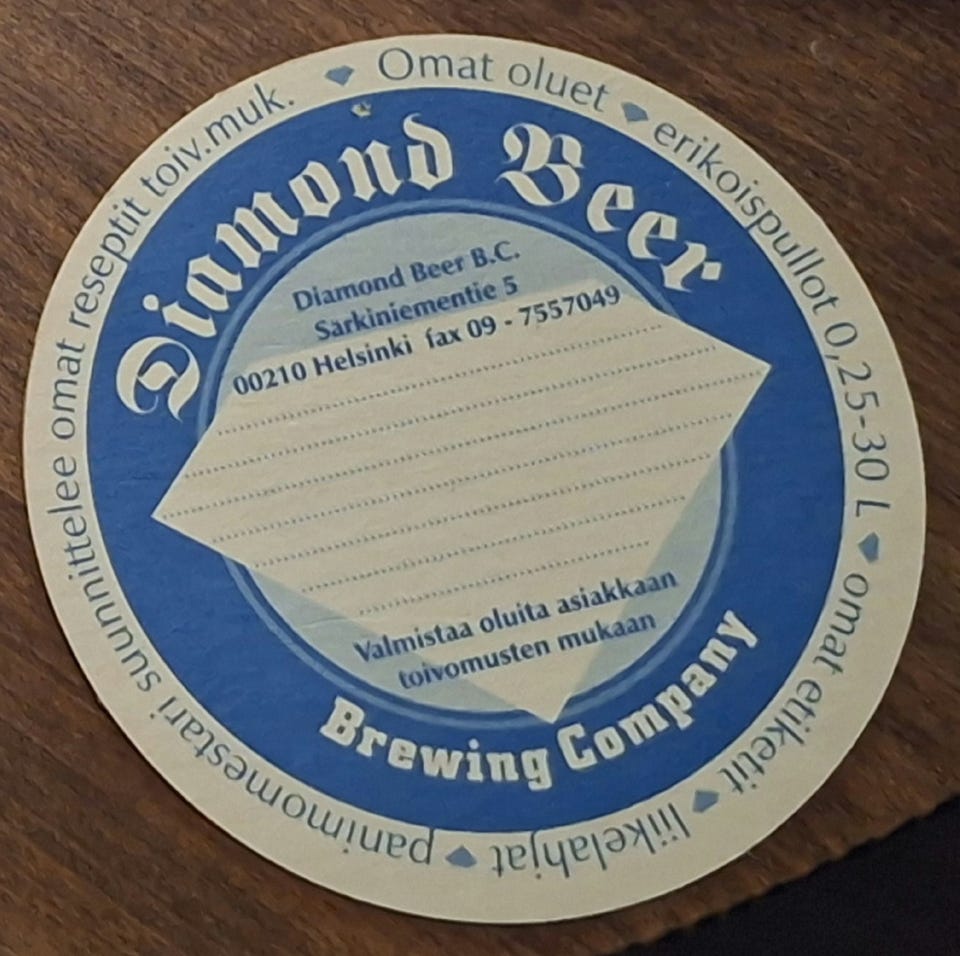 Omat oluet ♦ erikoispullot 0,25-30 L ♦ omat etiketit ♦ liikelahjat ♦ panimomestari suunnittelee omat reseptit toiv.muk. ♦
Diamond Beer
Diamond Beer B.C.
Särkiniementie 5
00210 Helsinki fax 09 - 7557049
Valmistaa oluita asiakkaan
toivomusten mukaan
Brewing Company